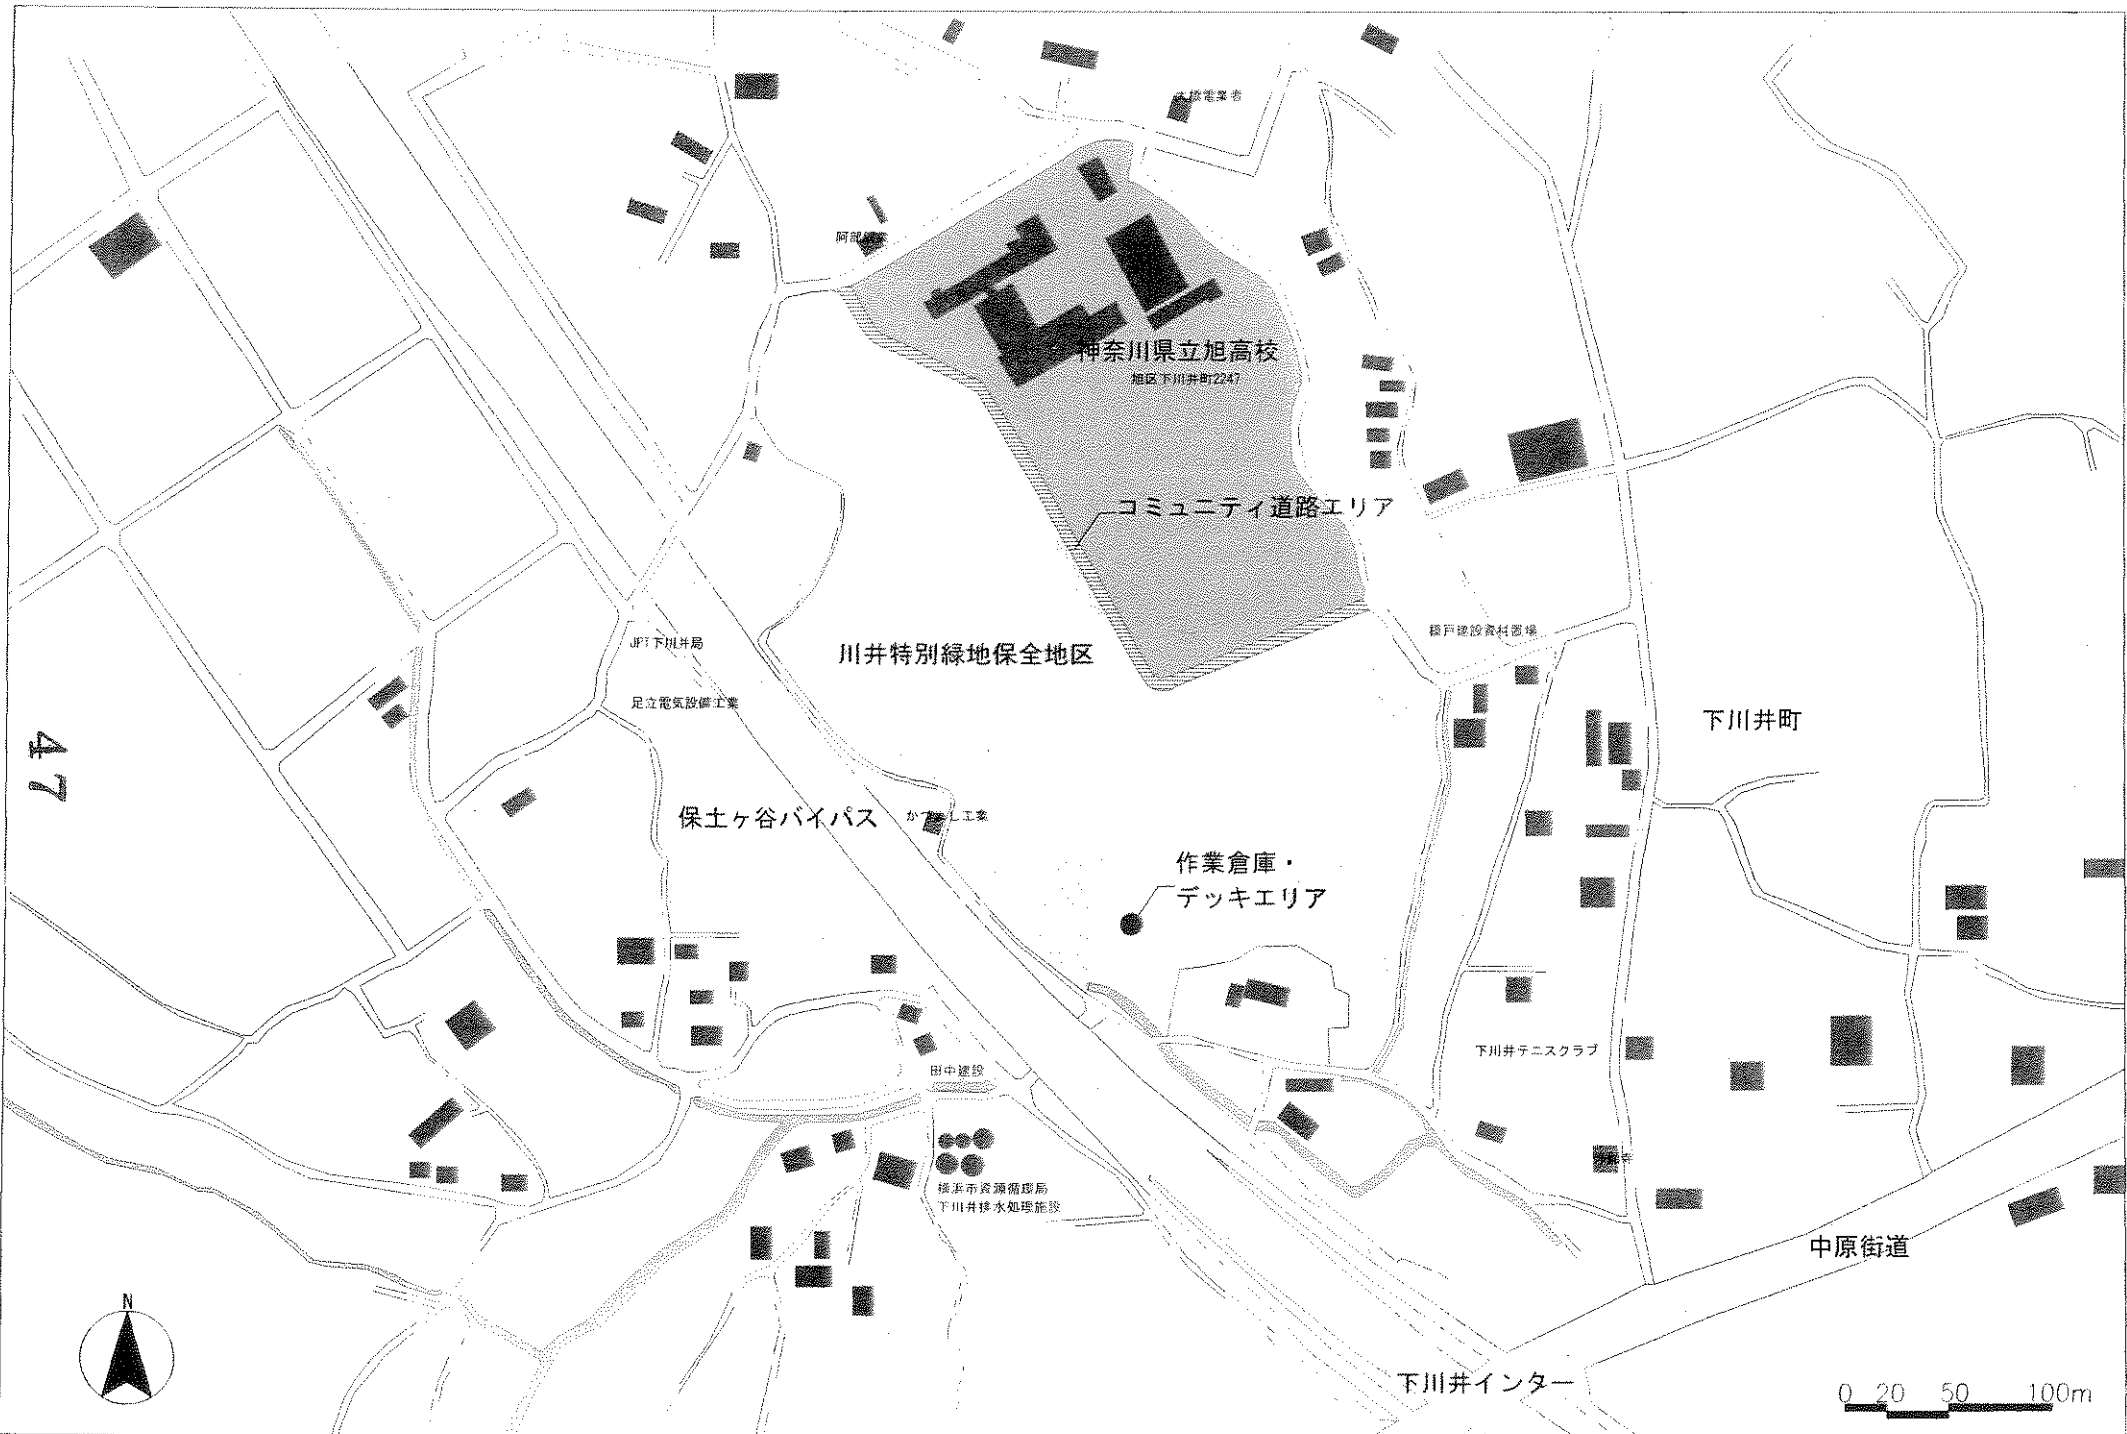 神奈川県立旭高校
旭区下川井町2247
コミュニティ道路エリア
川井特別緑地保全地区
JPI下川井局
足立電気設備工業
下川井町
47
保土ヶ谷バイパス
作業倉庫・
デッキエリア
下川井テニスクラブ
田中建設
横浜市資源循環局
下川井排水処理施設
中原街道
N
下川井インター
0 20 50 100m